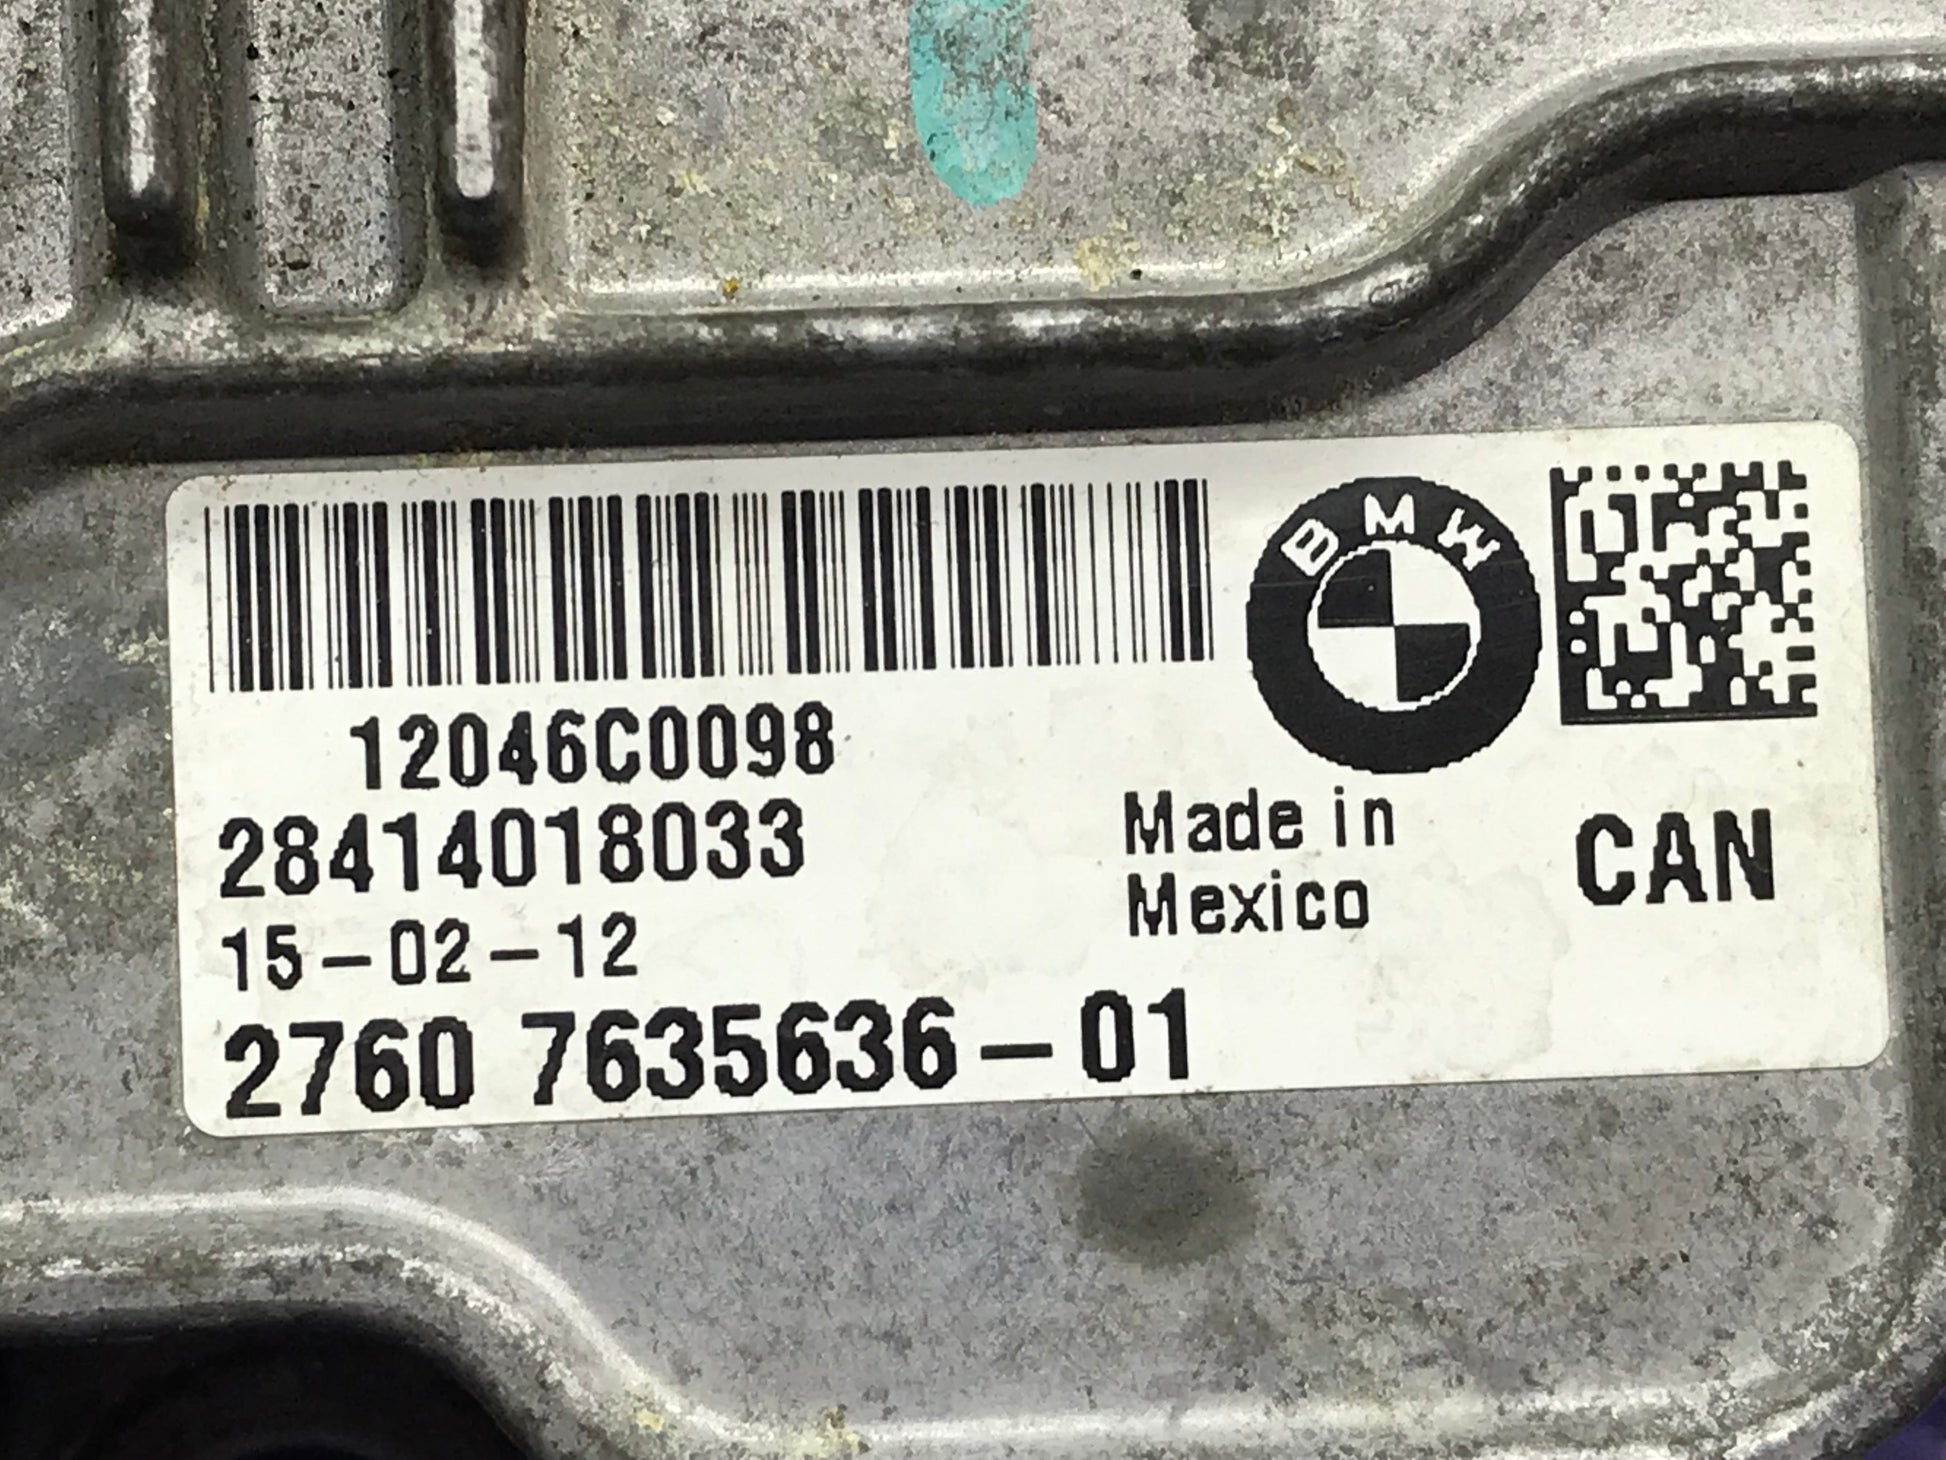 BMW
12046C0098
28414018033
15-02-12
Made in
Mexico
CAN
2760 7635636-01